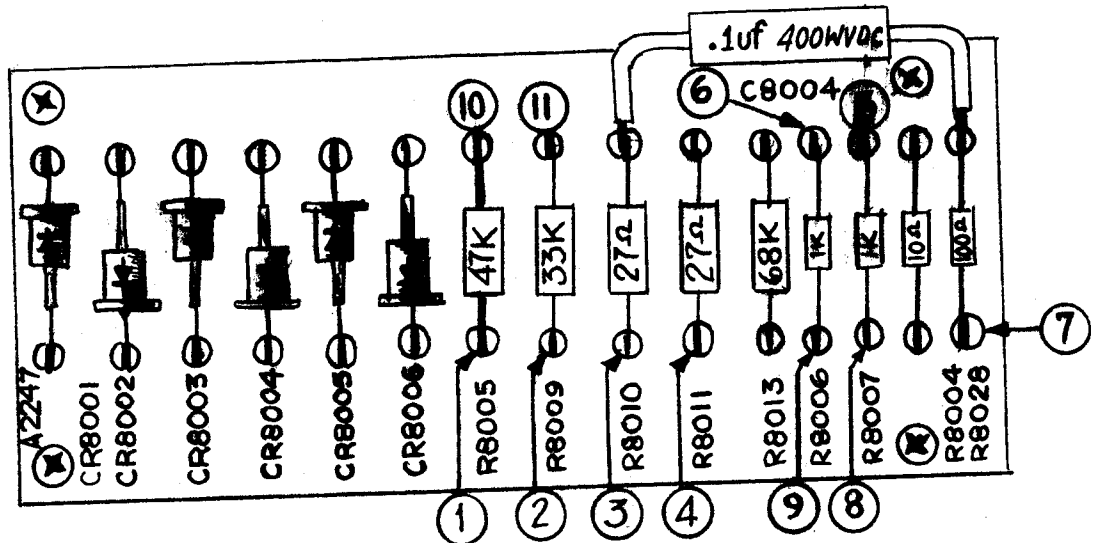 .1uf 400WVDC
6
C8004
10
11
47K
33K
27Ω
27Ω
68K
1K
1K
10Ω
100Ω
7
A2247
CR8001
CR8002
CR8003
CR8004
CR8005
CR8006
R8005
R8009
R8010
R8011
R8013
R8006
R8007
R8004
R8028
1
2
3
4
9
8